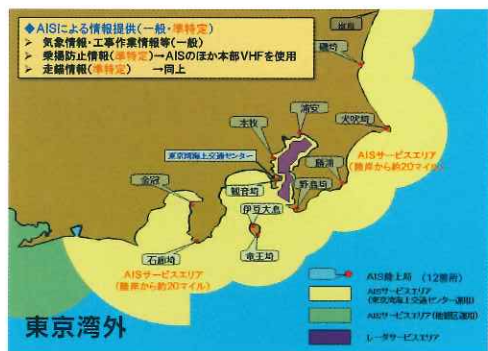 ◆AISによる情報提供(一般・準特定)
➢ 気象情報・工事作業情報等(一般)
➢ 乗揚防止情報(準特定)→AISのほか本部VHFを使用
➢ 走錨情報(準特定) →同上
磯埼
犬吠埼
浦安
本牧
東京湾海上交通センター
勝浦
AISサービスエリア
(陸岸から約20マイル)
金冠
観音埼
野島埼
伊豆大島
石廊埼
竜王埼
AISサービスエリア
(陸岸から約20マイル)
AIS陸上局 (12箇所)
AISサービスエリア
(東京湾海上交通センター運用)
AISサービスエリア(他管区運用)
レーダサービスエリア
東京湾外